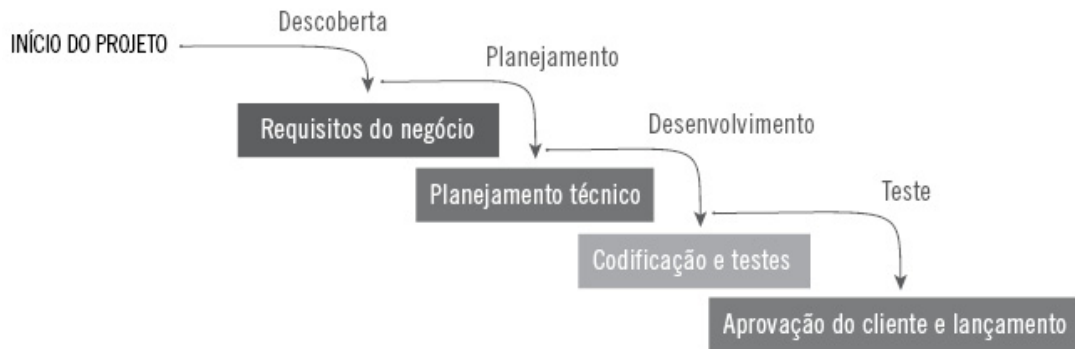 Descoberta
INÍCIO DO PROJETO
Planejamento
Requisitos do negócio
Desenvolvimento
Planejamento técnico
Teste
Codificação e testes
Aprovação do cliente e lançamento